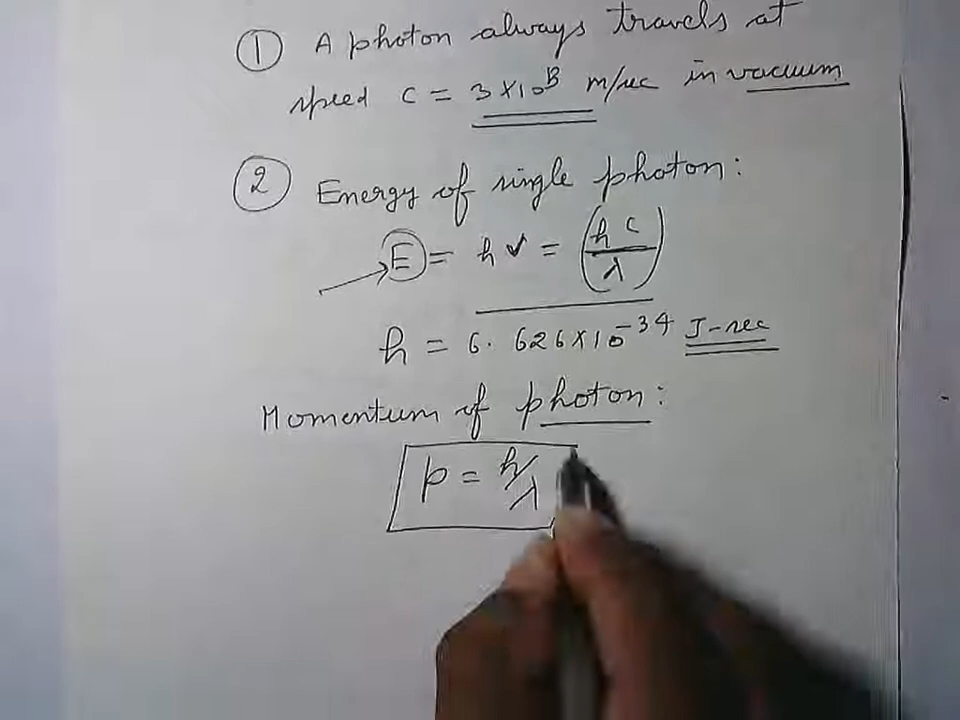 ① A photon always travels at
speed c = 3×10⁸ m/sec in vacuum
② Energy of single photon:
E = hν = (hc/λ)
h = 6.626×10⁻³⁴ J-sec
Momentum of photon:
p = h/λ